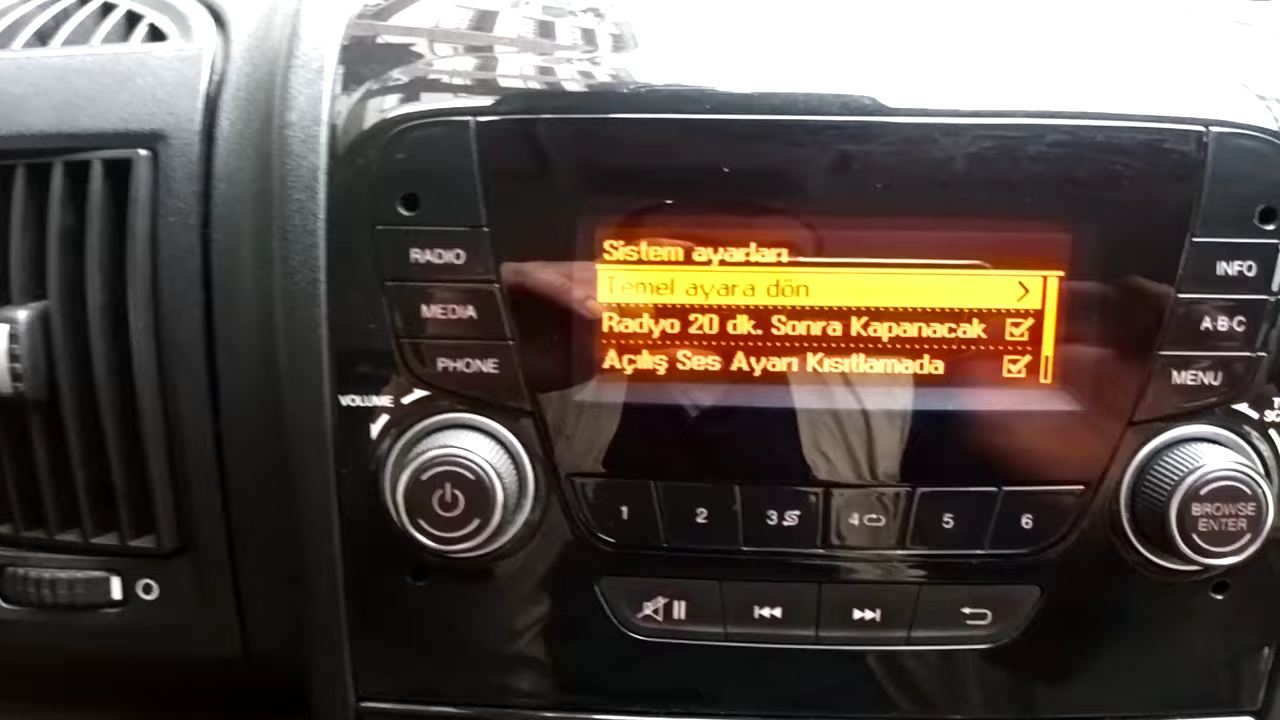 Sistem ayarları
Temel ayara dön
Radyo 20 dk. Sonra Kapanacak
Açılış Ses Ayarı Kısıtlamada
RADIO
MEDIA
PHONE
VOLUME
INFO
A·B·C
MENU
BROWSE
ENTER
1
2
3
4
5
6